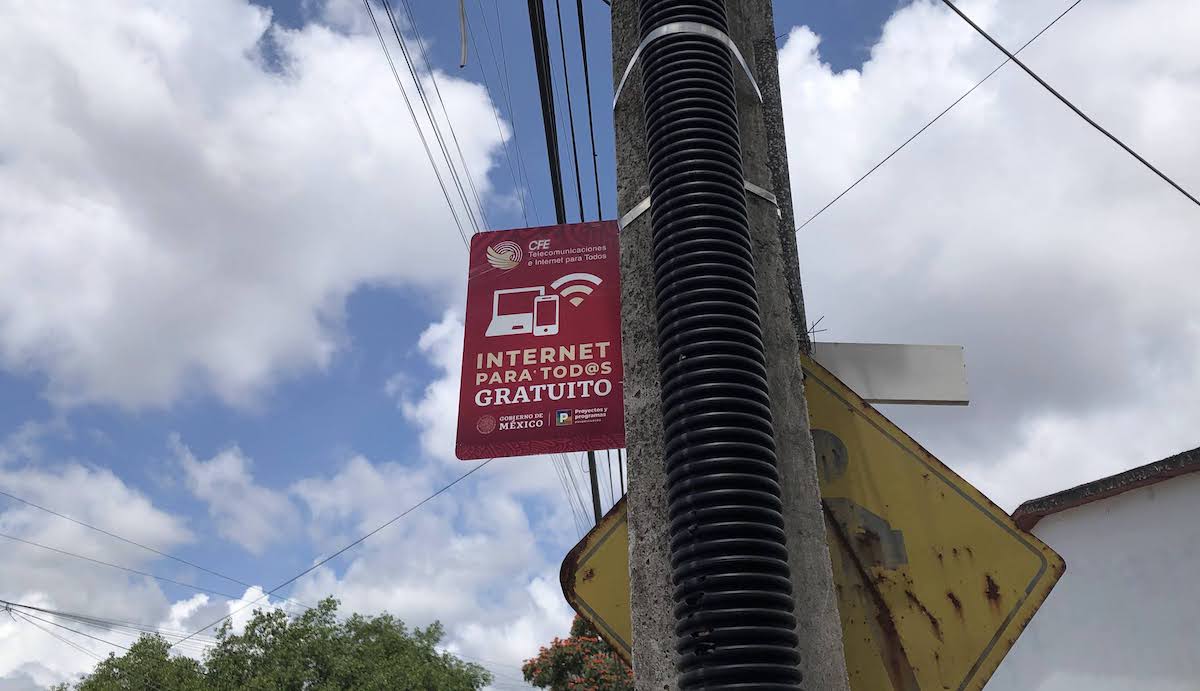 CFE
Telecomunicaciones
e Internet para Todos
INTERNET
PARA TOD@S
GRATUITO
GOBIERNO DE
MÉXICO
P
Proyectos y
programas